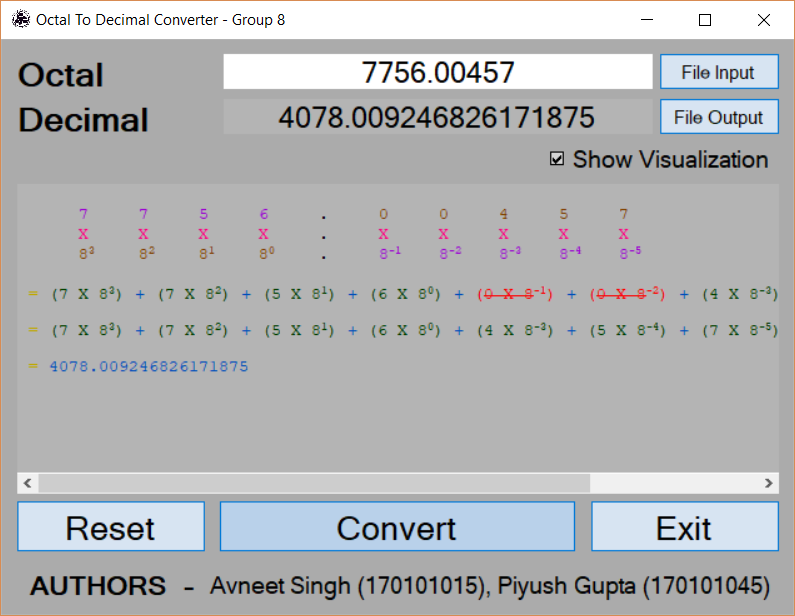 Octal To Decimal Converter - Group 8
Octal 7756.00457 File Input
Decimal 4078.009246826171875 File Output
Show Visualization
7 7 5 6 . 0 0 4 5 7
X X X X . X X X X X
8³ 8² 8¹ 8⁰ . 8⁻¹ 8⁻² 8⁻³ 8⁻⁴ 8⁻⁵
= (7 X 8³) + (7 X 8²) + (5 X 8¹) + (6 X 8⁰) + (0 X 8⁻¹) + (0 X 8⁻²) + (4 X 8⁻³)
= (7 X 8³) + (7 X 8²) + (5 X 8¹) + (6 X 8⁰) + (4 X 8⁻³) + (5 X 8⁻⁴) + (7 X 8⁻⁵)
= 4078.009246826171875
Reset Convert Exit
AUTHORS - Avneet Singh (170101015), Piyush Gupta (170101045)